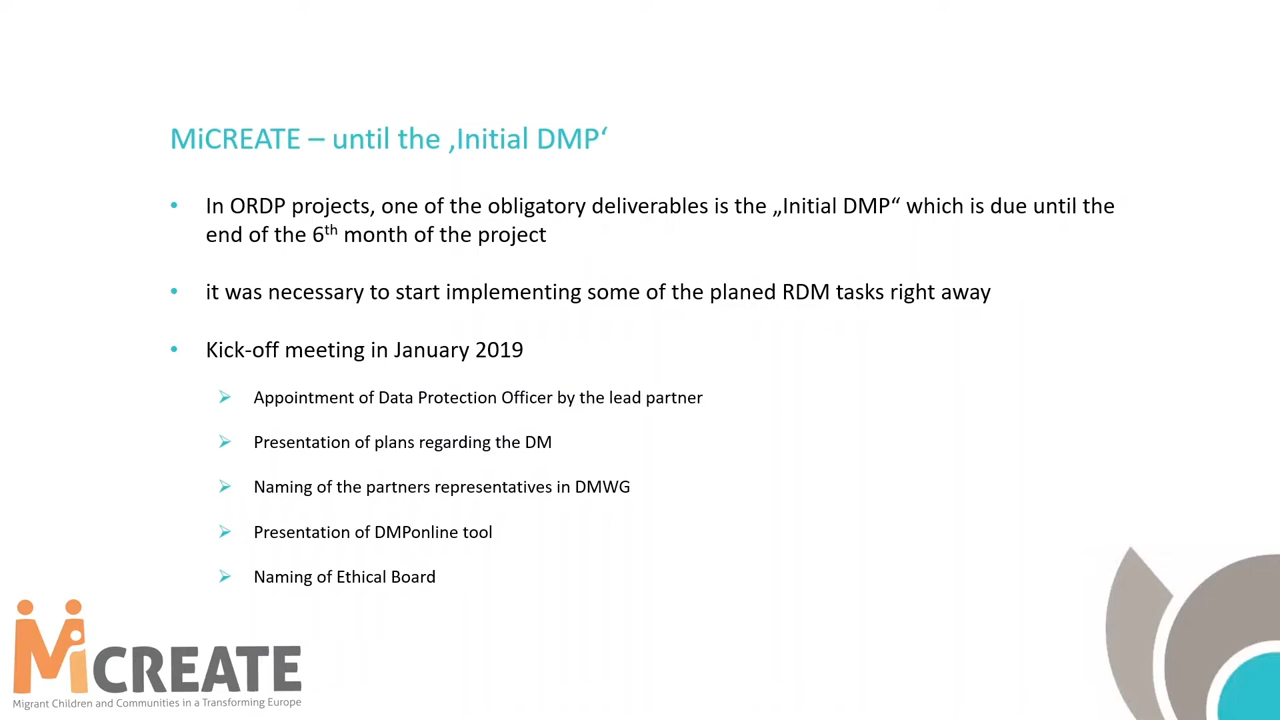 MiCREATE – until the ‚Initial DMP‘
• In ORDP projects, one of the obligatory deliverables is the „Initial DMP“ which is due until the
end of the 6th month of the project
• it was necessary to start implementing some of the planed RDM tasks right away
• Kick-off meeting in January 2019
➢ Appointment of Data Protection Officer by the lead partner
➢ Presentation of plans regarding the DM
➢ Naming of the partners representatives in DMWG
➢ Presentation of DMPonline tool
➢ Naming of Ethical Board
MiCREATE
Migrant Children and Communities in a Transforming Europe